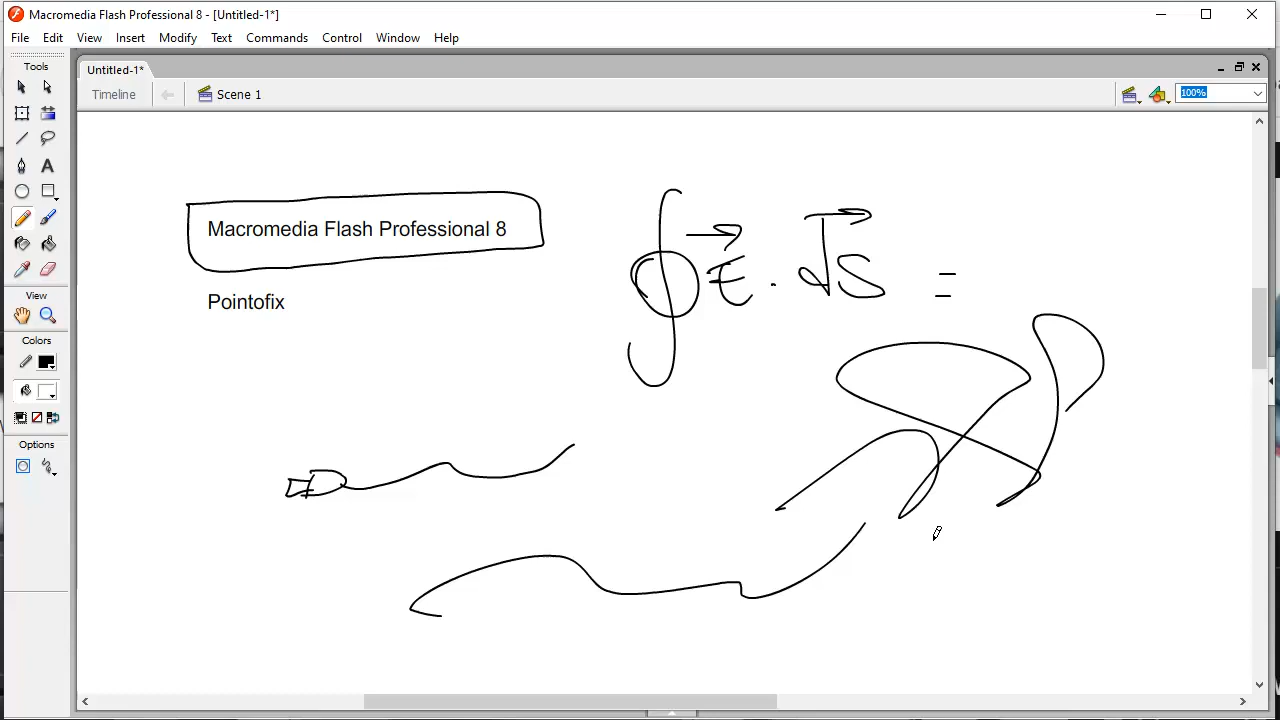 Macromedia Flash Professional 8 - [Untitled-1*]
File Edit View Insert Modify Text Commands Control Window Help
Tools
Untitled-1*
Timeline
Scene 1
100%
Macromedia Flash Professional 8
∮ E⃗ . dS⃗ =
Pointofix
View
Colors
Options